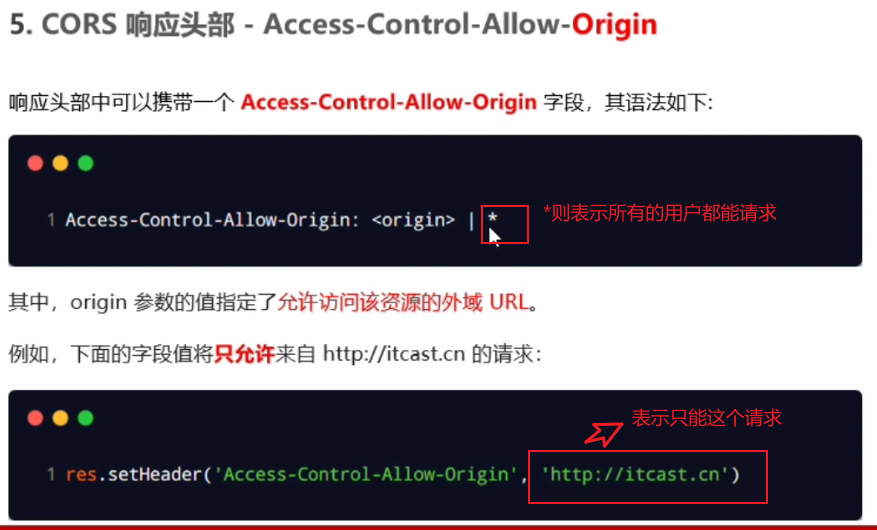 5. CORS 响应头部 - Access-Control-Allow-Origin
响应头部中可以携带一个 Access-Control-Allow-Origin 字段，其语法如下:
1 Access-Control-Allow-Origin: <origin> | *
*则表示所有的用户都能请求
其中，origin 参数的值指定了允许访问该资源的外域 URL。
例如，下面的字段值将只允许来自 http://itcast.cn 的请求：
表示只能这个请求
1 res.setHeader('Access-Control-Allow-Origin', 'http://itcast.cn')